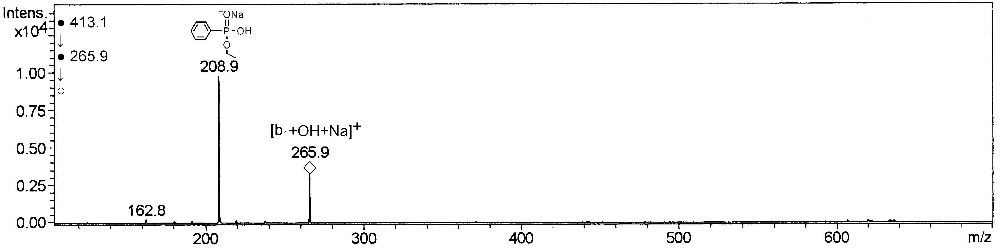 Intens.
x10⁴
413.1
↓
265.9
↓
⁺ONa
P-OH
O
208.9
1.00
0.75
[b₁+OH+Na]⁺
0.50
265.9
0.25
162.8
0.00
200 300 400 500 600 m/z